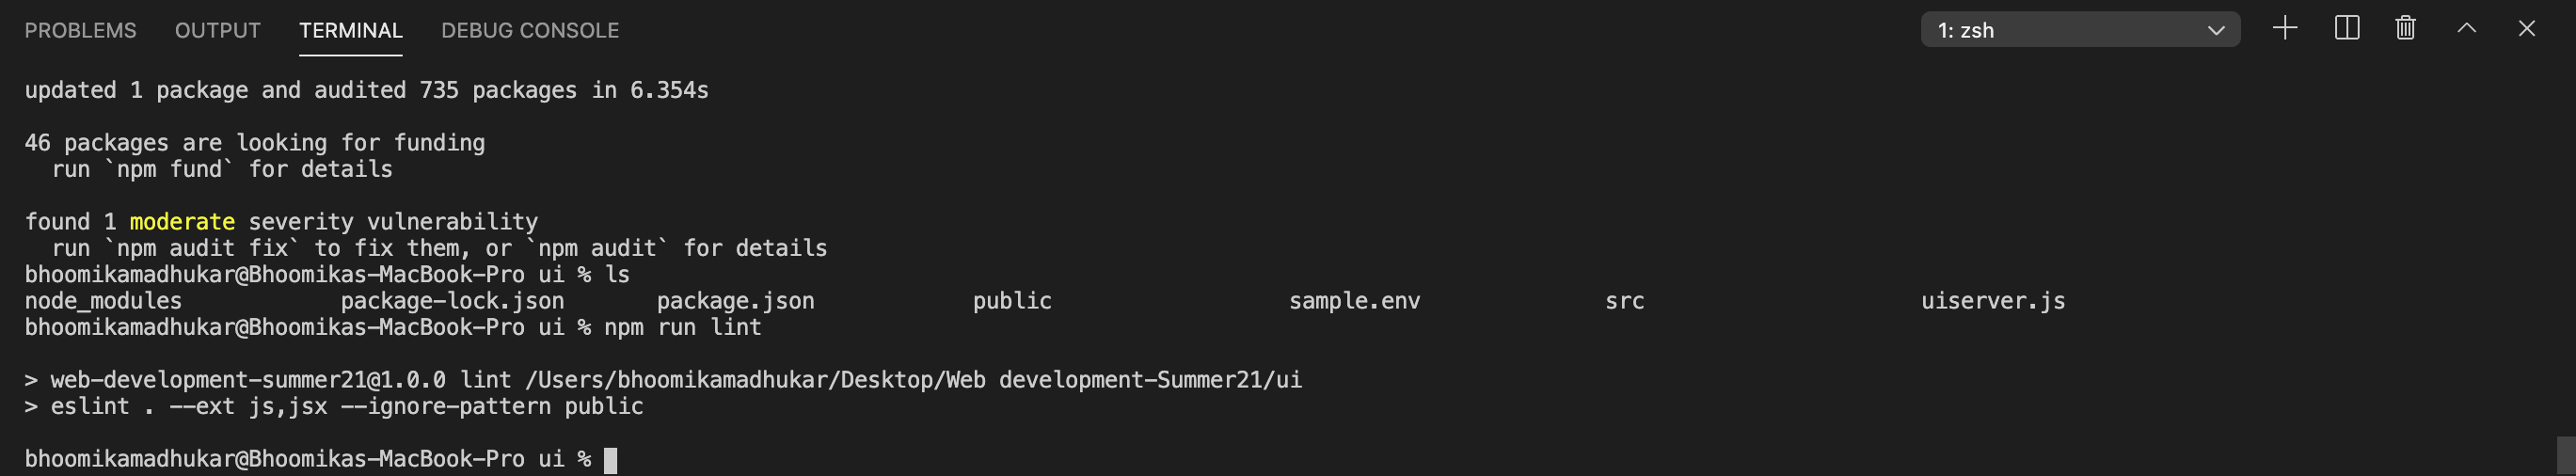 PROBLEMS OUTPUT TERMINAL DEBUG CONSOLE 1: zsh
updated 1 package and audited 735 packages in 6.354s
46 packages are looking for funding
run `npm fund` for details
found 1 moderate severity vulnerability
run `npm audit fix` to fix them, or `npm audit` for details
bhoomikamadhukar@Bhoomikas-MacBook-Pro ui % ls
node_modules package-lock.json package.json public sample.env src uiserver.js
bhoomikamadhukar@Bhoomikas-MacBook-Pro ui % npm run lint
> web-development-summer21@1.0.0 lint /Users/bhoomikamadhukar/Desktop/Web development-Summer21/ui
> eslint . --ext js,jsx --ignore-pattern public
bhoomikamadhukar@Bhoomikas-MacBook-Pro ui %